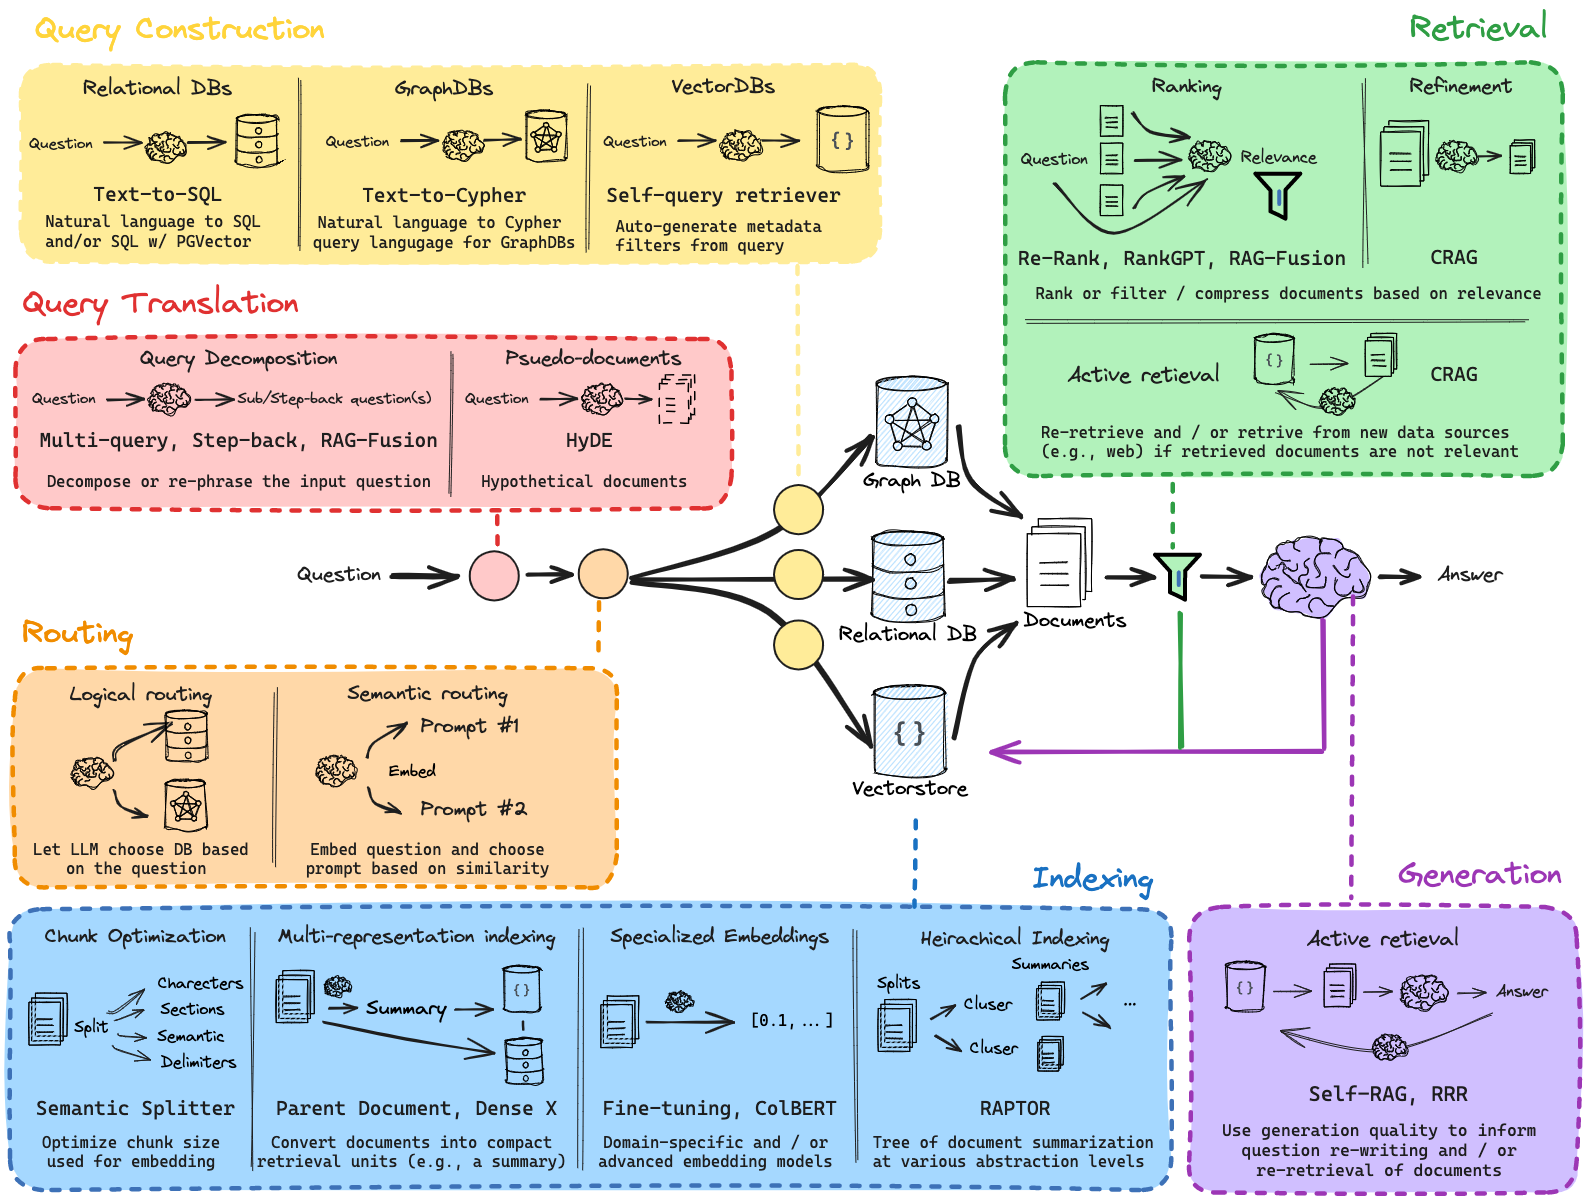 Query Construction
Relational DBs
Question
Text-to-SQL
Natural language to SQL
and/or SQL w/ PGVector
GraphDBs
Question
Text-to-Cypher
Natural language to Cypher
query langugage for GraphDBs
VectorDBs
Question
{}
Self-query retriever
Auto-generate metadata
filters from query
Retrieval
Ranking
Question
Relevance
Re-Rank, RankGPT, RAG-Fusion
Refinement
CRAG
Rank or filter / compress documents based on relevance
Active retieval
{}
CRAG
Re-retrieve and / or retrive from new data sources
(e.g., web) if retrieved documents are not relevant
Query Translation
Query Decomposition
Question
Sub/Step-back question(s)
Multi-query, Step-back, RAG-Fusion
Decompose or re-phrase the input question
Psuedo-documents
Question
HyDE
Hypothetical documents
Question
Graph DB
Relational DB
{}
Vectorstore
Documents
Answer
Routing
Logical routing
Let LLM choose DB based
on the question
Semantic routing
Prompt #1
Embed
Prompt #2
Embed question and choose
prompt based on similarity
Indexing
Chunk Optimization
Split
Charecters
Sections
Semantic
Delimiters
Semantic Splitter
Optimize chunk size
used for embedding
Multi-representation indexing
Summary
{}
Parent Document, Dense X
Convert documents into compact
retrieval units (e.g., a summary)
Specialized Embeddings
[0.1, ...]
Fine-tuning, ColBERT
Domain-specific and / or
advanced embedding models
Heirachical Indexing
Summaries
Splits
Cluser
Cluser
...
RAPTOR
Tree of document summarization
at various abstraction levels
Generation
Active retieval
{}
Answer
Self-RAG, RRR
Use generation quality to inform
question re-writing and / or
re-retrieval of documents